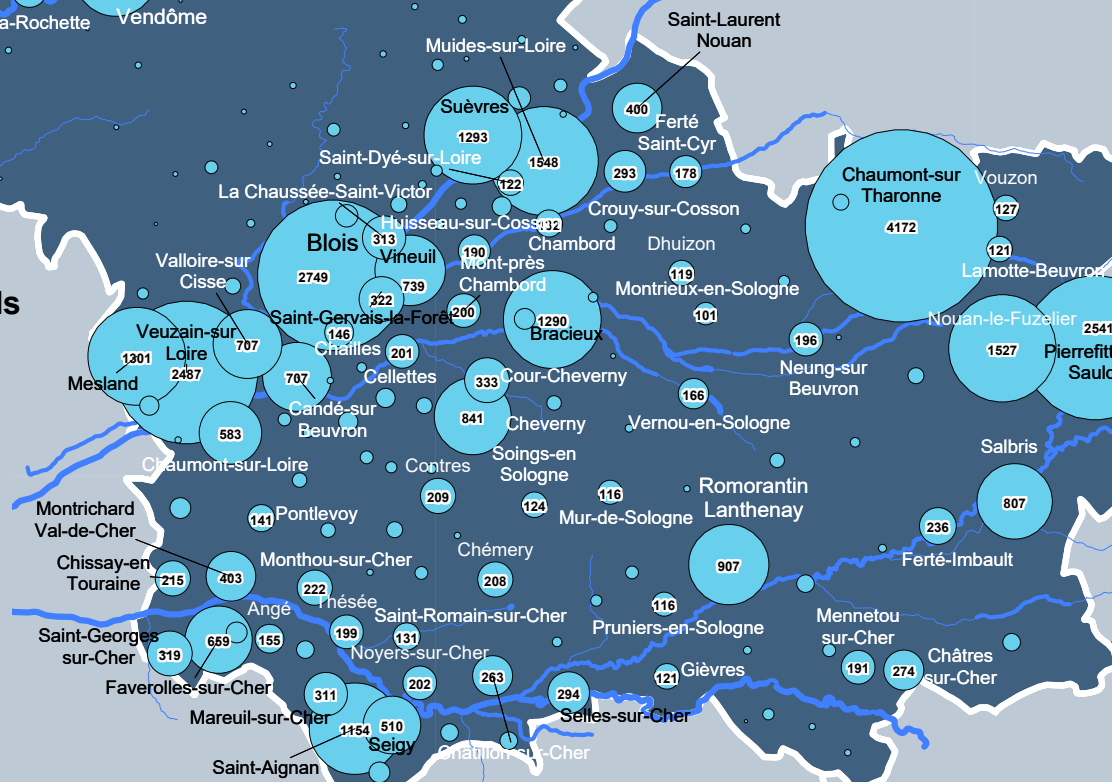 a-Rochette
Vendôme
Saint-Laurent
Nouan
Muides-sur-Loire
Suèvres
400
Ferté
Saint-Cyr
1293
1548
Saint-Dyé-sur-Loire
293
178
122
Chaumont-sur
Tharonne
Vouzon
La Chaussée-Saint-Victor
127
Crouy-sur-Cosson
Huisseau-sur-Coss
132
4172
Blois
313
Chambord
Dhuizon
190
121
Vineuil
Valloire-sur
Cisse
Mont-près
Chambord
119
Lamotte-Beuvron
2749
739
Montrieux-en-Sologne
ls
322
200
101
Saint-Gervais-la-Forêt
1290
Nouan-le-Fuzelier
2541
Veuzain-sur
Loire
146
Bracieux
707
Chailles
201
196
1527
Pierrefitt
Sauld
1301
2487
Mesland
707
Cellettes
333
Cour-Cheverny
Neung-sur
Beuvron
166
Candé-sur
Beuvron
841
Cheverny
Vernou-en-Sologne
583
Chaumont-sur-Loire
Contres
Soings-en
Sologne
Salbris
209
124
116
Romorantin
Lanthenay
807
Montrichard
Val-de-Cher
141
Pontlevoy
Mur-de-Sologne
236
Chémery
Ferté-Imbault
Chissay-en
Touraine
215
403
Monthou-sur-Cher
222
208
907
Angé
Thésée
Saint-Romain-sur-Cher
116
Mennetou
sur-Cher
Saint-Georges
sur-Cher
659
155
199
131
Pruniers-en-Sologne
319
Noyers-sur-Cher
191
274
Châtres
sur-Cher
Gièvres
121
263
202
Faverolles-sur-Cher
311
294
Mareuil-sur-Cher
Selles-sur-Cher
1154
510
Seigy
Châtillon-sur-Cher
Saint-Aignan